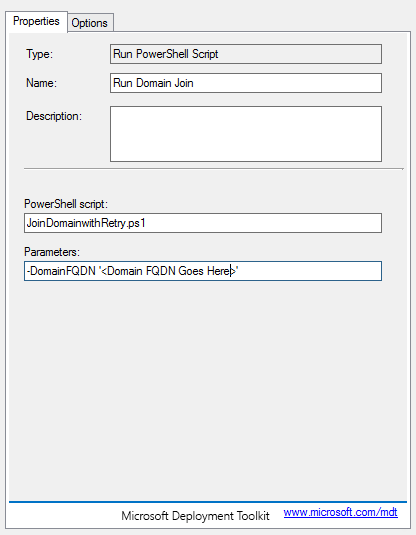 Properties Options
Type: Run PowerShell Script
Name: Run Domain Join
Description:
PowerShell script:
JoinDomainwithRetry.ps1
Parameters:
-DomainFQDN '<Domain FQDN Goes Here>'
Microsoft Deployment Toolkit www.microsoft.com/mdt